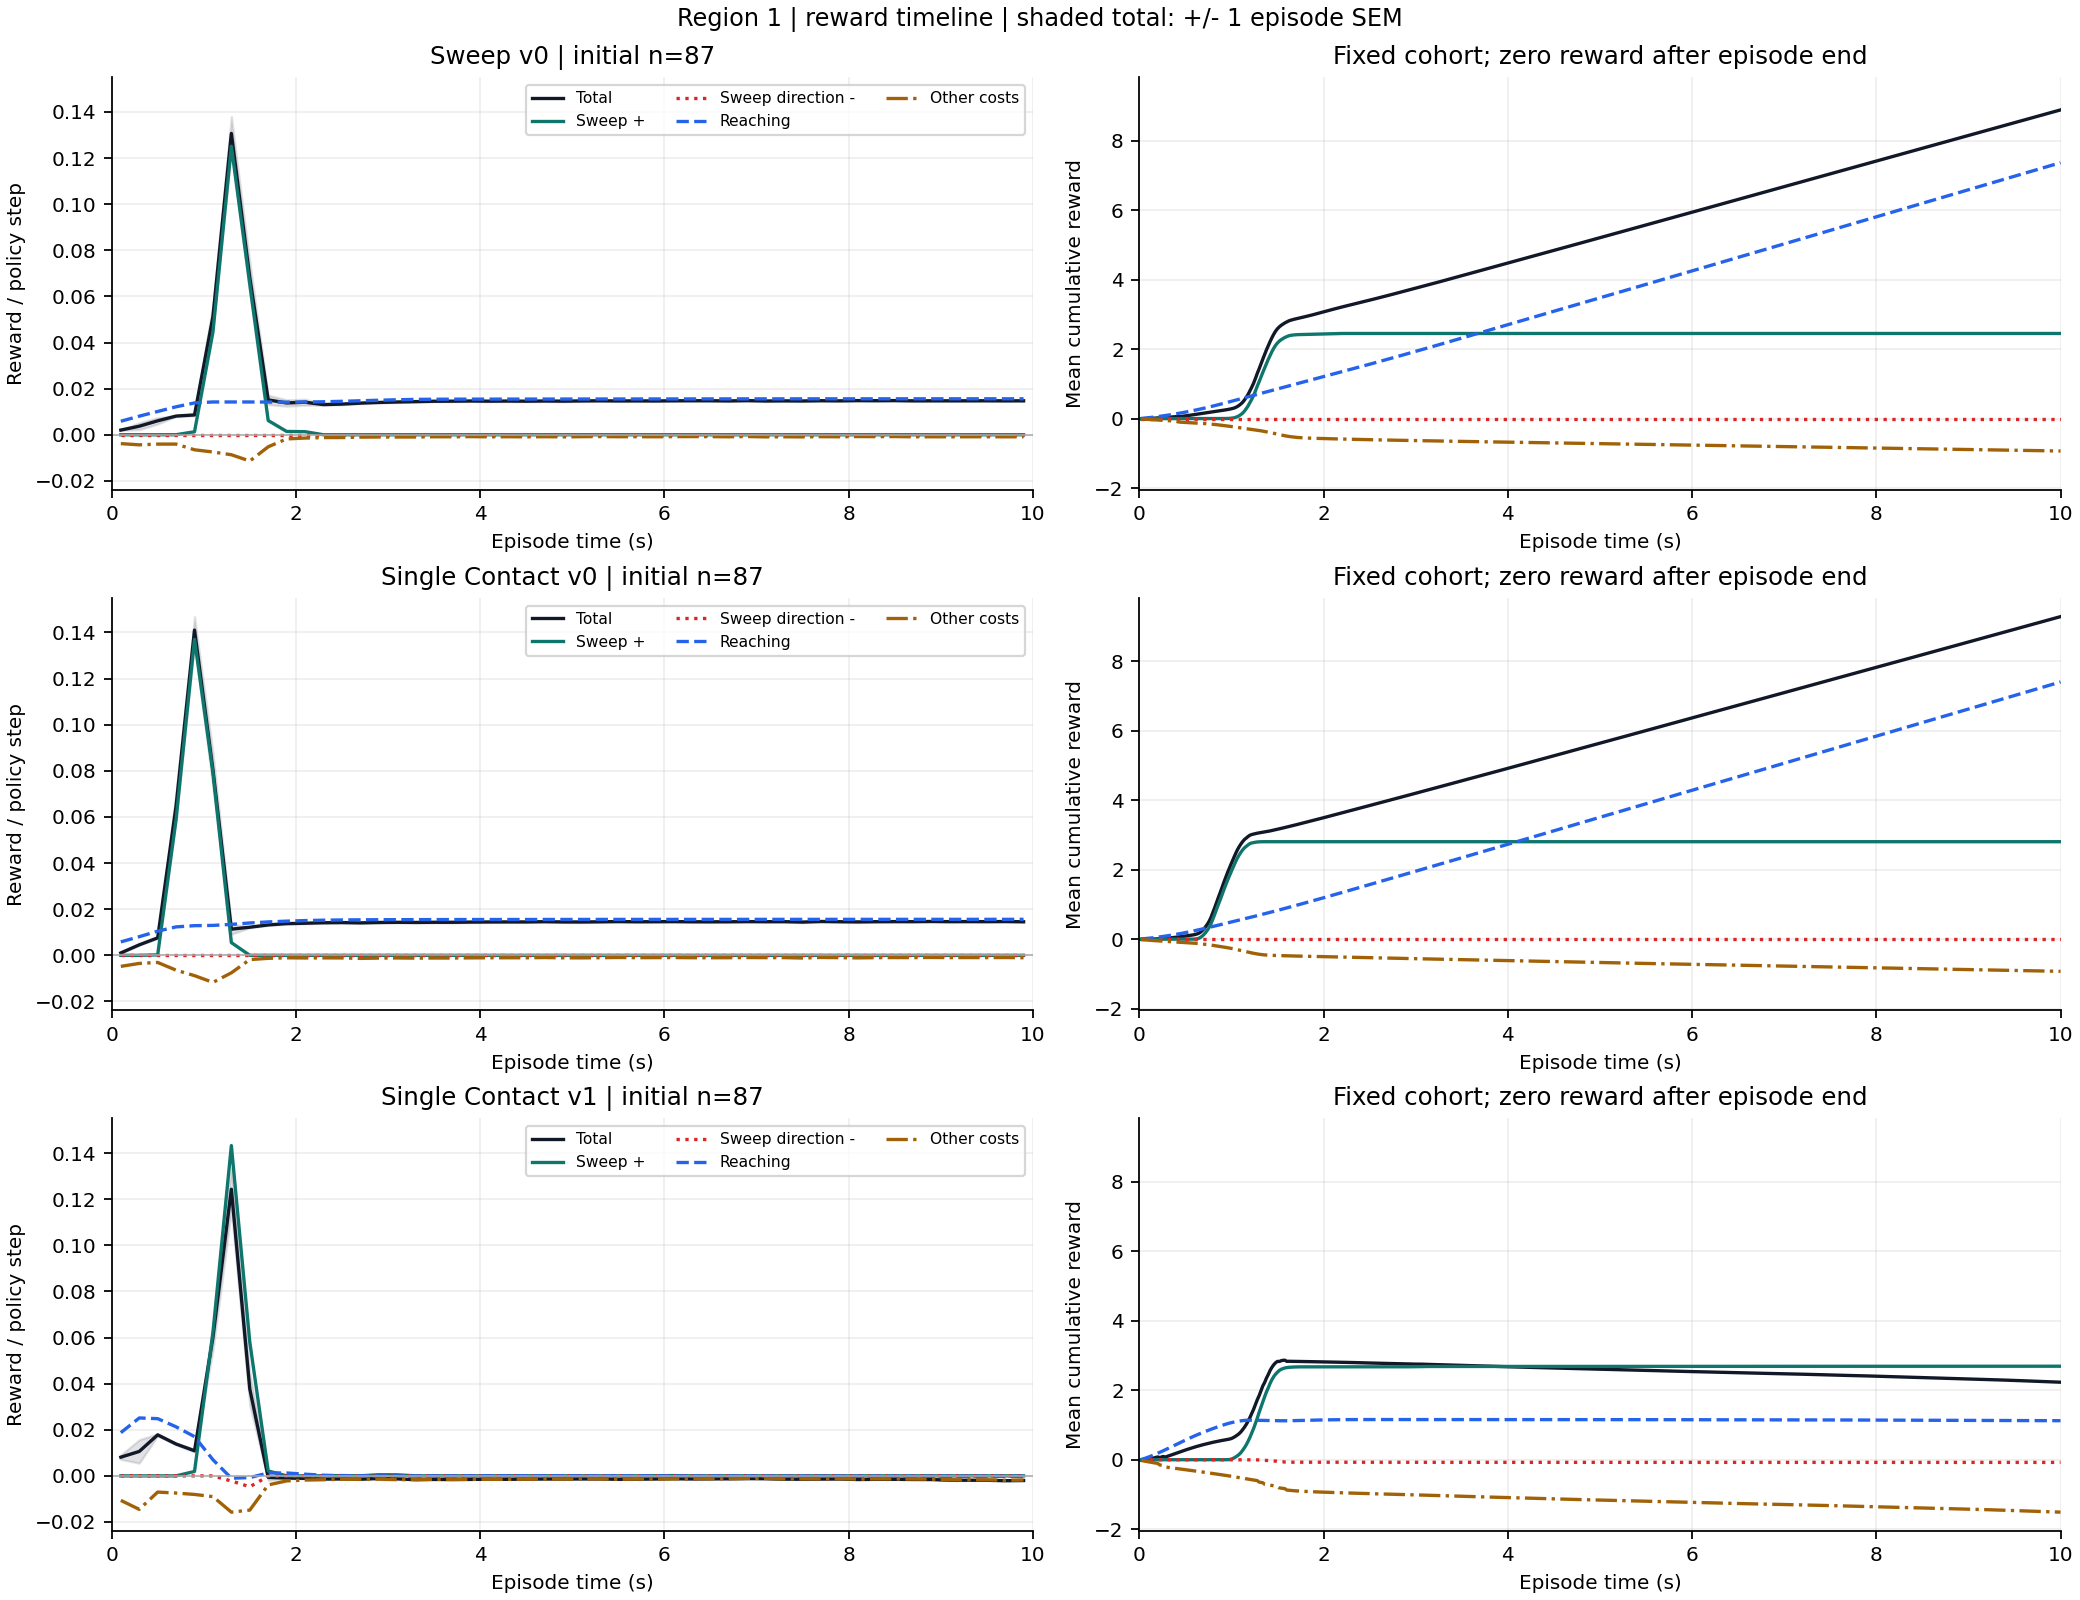 Region 1 | reward timeline | shaded total: +/- 1 episode SEM
Sweep v0 | initial n=87
Reward / policy step
0.14
0.12
0.10
0.08
0.06
0.04
0.02
0.00
−0.02
Total
Sweep +
Sweep direction -
Reaching
Other costs
0 2 4 6 8 10
Episode time (s)
Fixed cohort; zero reward after episode end
Mean cumulative reward
8
6
4
2
0
−2
0 2 4 6 8 10
Episode time (s)
Single Contact v0 | initial n=87
Reward / policy step
0.14
0.12
0.10
0.08
0.06
0.04
0.02
0.00
−0.02
Total
Sweep +
Sweep direction -
Reaching
Other costs
0 2 4 6 8 10
Episode time (s)
Fixed cohort; zero reward after episode end
Mean cumulative reward
8
6
4
2
0
−2
0 2 4 6 8 10
Episode time (s)
Single Contact v1 | initial n=87
Reward / policy step
0.14
0.12
0.10
0.08
0.06
0.04
0.02
0.00
−0.02
Total
Sweep +
Sweep direction -
Reaching
Other costs
0 2 4 6 8 10
Episode time (s)
Fixed cohort; zero reward after episode end
Mean cumulative reward
8
6
4
2
0
−2
0 2 4 6 8 10
Episode time (s)